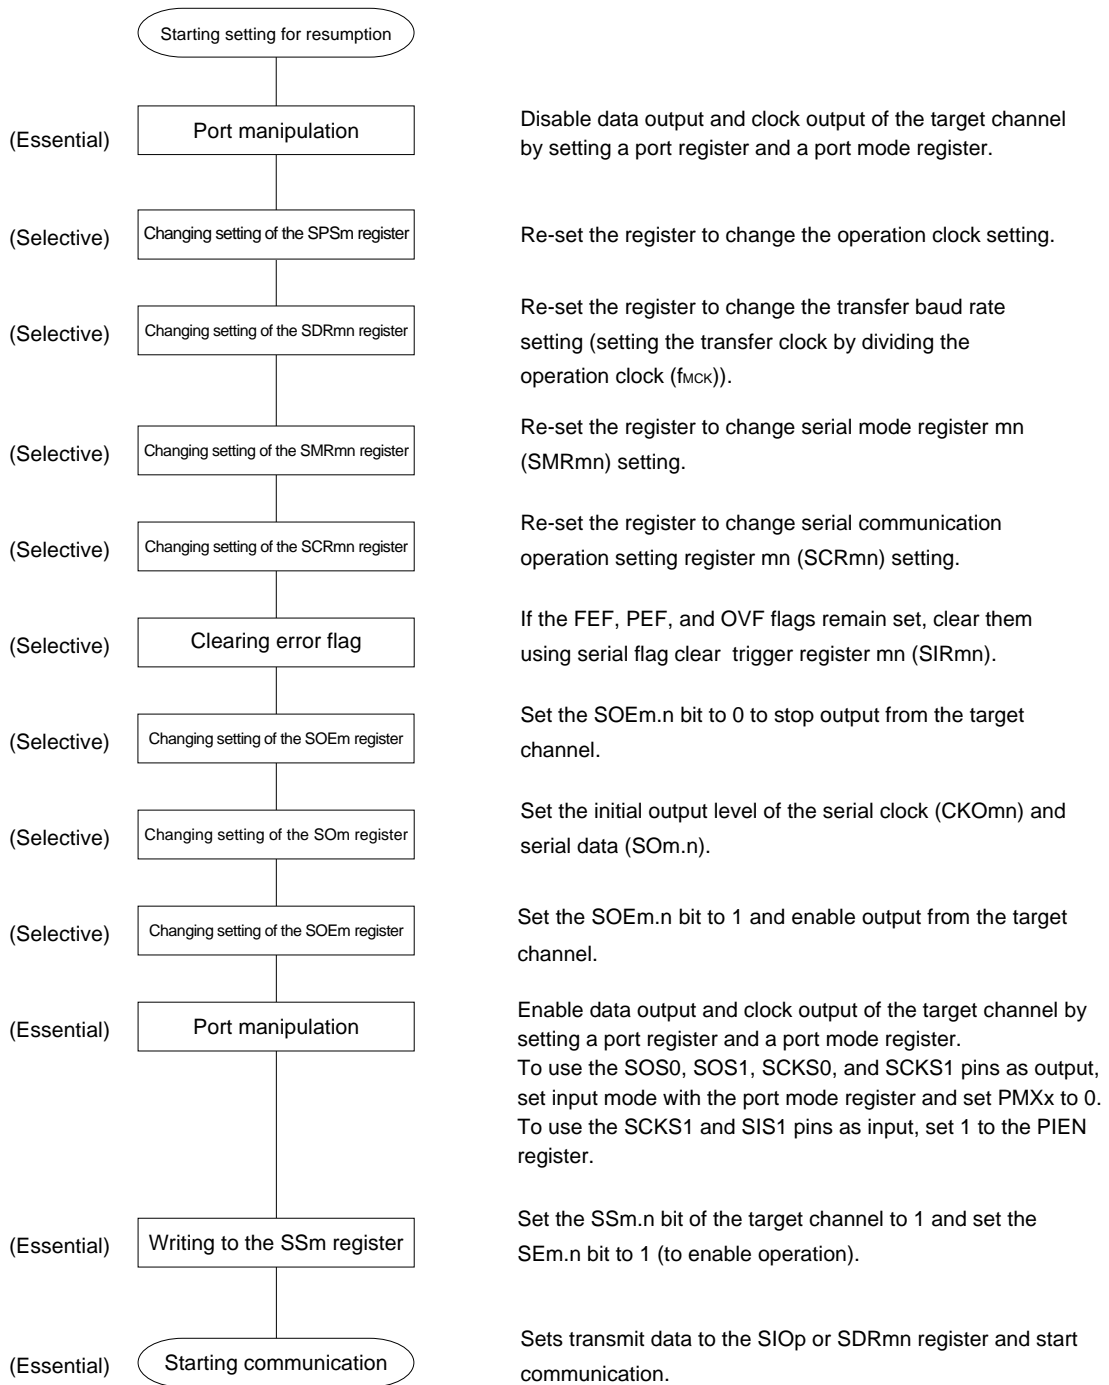 Starting setting for resumption
(Essential)
Port manipulation
Disable data output and clock output of the target channel
by setting a port register and a port mode register.
(Selective)
Changing setting of the SPSm register
Re-set the register to change the operation clock setting.
(Selective)
Changing setting of the SDRmn register
Re-set the register to change the transfer baud rate
setting (setting the transfer clock by dividing the
operation clock (fMCK)).
(Selective)
Changing setting of the SMRmn register
Re-set the register to change serial mode register mn
(SMRmn) setting.
(Selective)
Changing setting of the SCRmn register
Re-set the register to change serial communication
operation setting register mn (SCRmn) setting.
(Selective)
Clearing error flag
If the FEF, PEF, and OVF flags remain set, clear them
using serial flag clear  trigger register mn (SIRmn).
(Selective)
Changing setting of the SOEm register
Set the SOEm.n bit to 0 to stop output from the target
channel.
(Selective)
Changing setting of the SOm register
Set the initial output level of the serial clock (CKOmn) and
serial data (SOm.n).
(Selective)
Changing setting of the SOEm register
Set the SOEm.n bit to 1 and enable output from the target
channel.
(Essential)
Port manipulation
Enable data output and clock output of the target channel by
setting a port register and a port mode register.
To use the SOS0, SOS1, SCKS0, and SCKS1 pins as output,
set input mode with the port mode register and set PMXx to 0.
To use the SCKS1 and SIS1 pins as input, set 1 to the PIEN
register.
(Essential)
Writing to the SSm register
Set the SSm.n bit of the target channel to 1 and set the
SEm.n bit to 1 (to enable operation).
(Essential)
Starting communication
Sets transmit data to the SIOp or SDRmn register and start
communication.